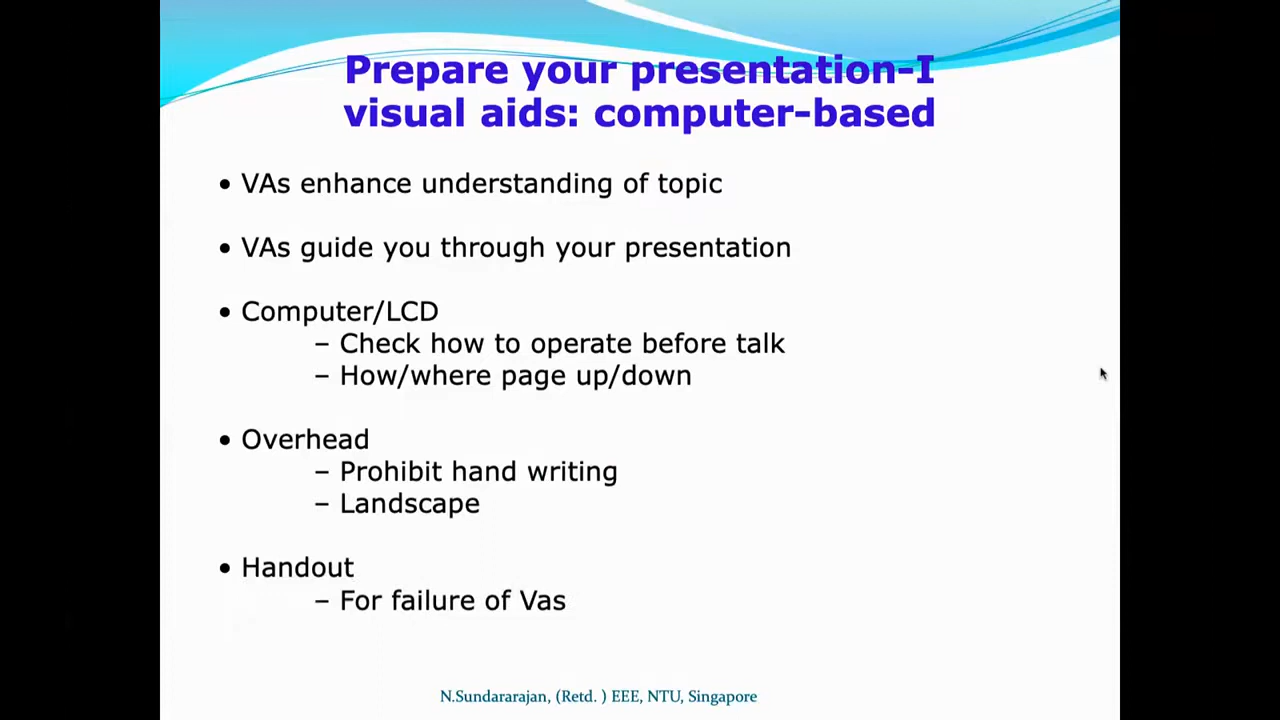 Prepare your presentation-I
visual aids: computer-based
• VAs enhance understanding of topic
• VAs guide you through your presentation
• Computer/LCD
– Check how to operate before talk
– How/where page up/down
• Overhead
– Prohibit hand writing
– Landscape
• Handout
– For failure of Vas
N.Sundararajan, (Retd. ) EEE, NTU, Singapore